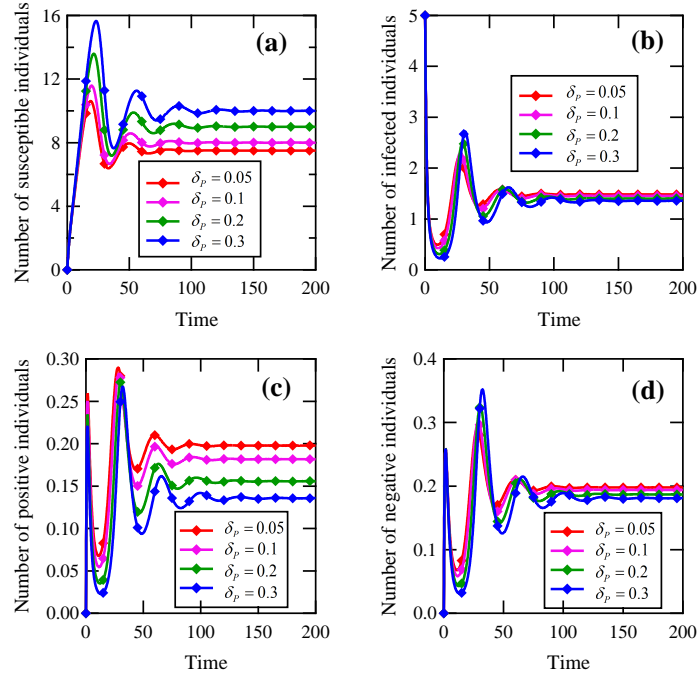 (a)
Number of susceptible individuals
16
12
8
4
0
δP = 0.05
δP = 0.1
δP = 0.2
δP = 0.3
0 50 100 150 200
Time
(b)
Number of infected individuals
5
4
3
2
1
0
δP = 0.05
δP = 0.1
δP = 0.2
δP = 0.3
0 50 100 150 200
Time
(c)
Number of positive individuals
0.30
0.25
0.20
0.15
0.10
0.05
0.00
δP = 0.05
δP = 0.1
δP = 0.2
δP = 0.3
0 50 100 150 200
Time
(d)
Number of negative individuals
0.4
0.3
0.2
0.1
0.0
δP = 0.05
δP = 0.1
δP = 0.2
δP = 0.3
0 50 100 150 200
Time